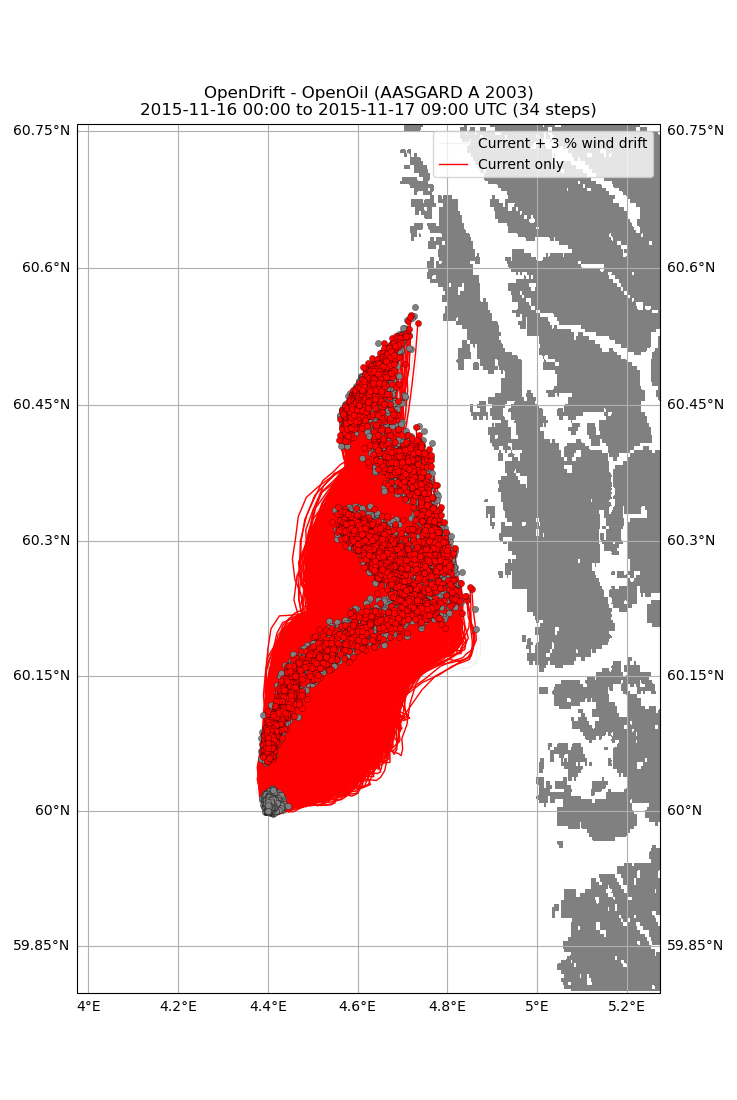 OpenDrift - OpenOil (AASGARD A 2003)
2015-11-16 00:00 to 2015-11-17 09:00 UTC (34 steps)
Current + 3 % wind drift
Current only
60.75°N 60.75°N
60.6°N 60.6°N
60.45°N 60.45°N
60.3°N 60.3°N
60.15°N 60.15°N
60°N 60°N
59.85°N 59.85°N
4°E 4.2°E 4.4°E 4.6°E 4.8°E 5°E 5.2°E